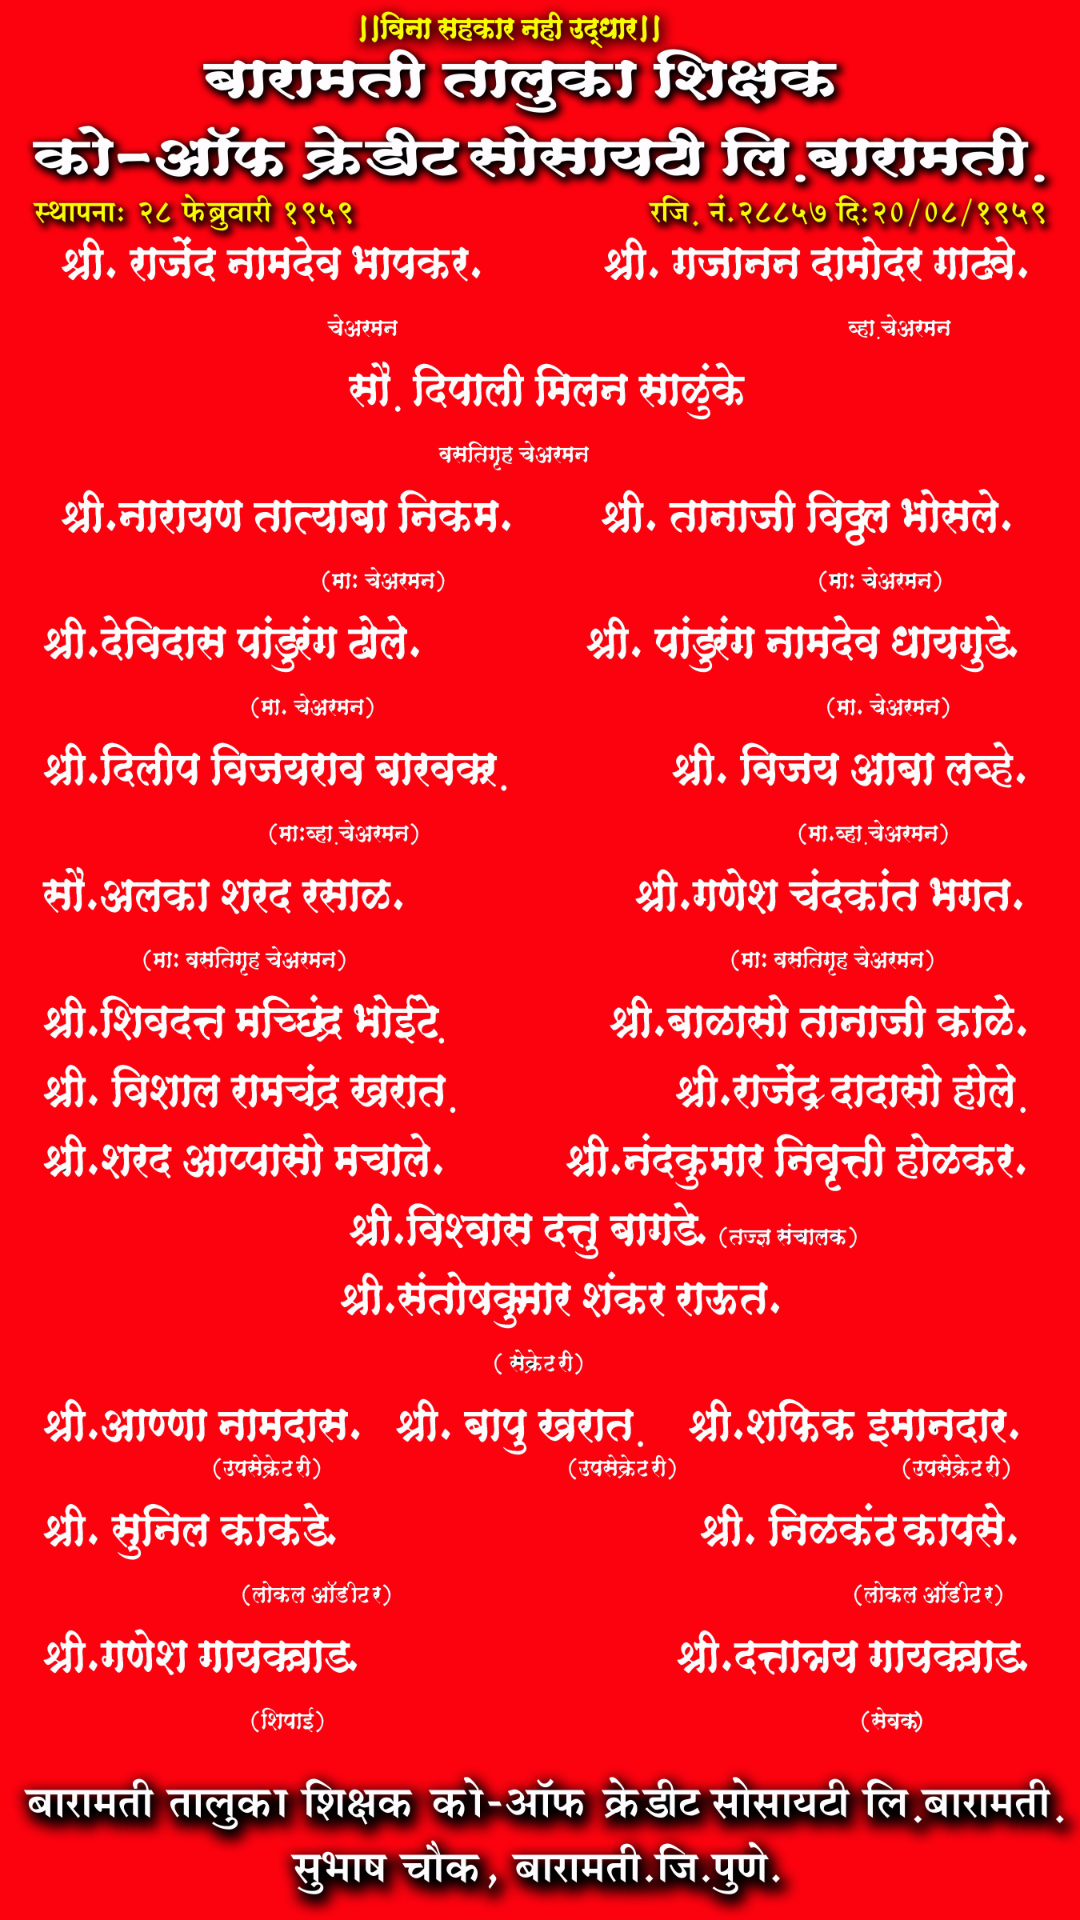 ||विना सहकार नही उद्धार||
बारामती तालुका शिक्षक
को-ऑफ क्रेडीट सोसायटी लि.बारामती.
स्थापनाः २८ फेब्रुवारी १९५९ रजि. नं.२८८५७ दि:२०/०८/१९५९
श्री. राजेंद नामदेव भापकर. श्री. गजानन दामोदर गाढवे.
चेअरमन व्हा.चेअरमन
सौ. दिपाली मिलन साळुंके
वसतिगृह चेअरमन
श्री.नारायण तात्याबा निकम. श्री. तानाजी विठ्ठल भोसले.
(माः चेअरमन) (माः चेअरमन)
श्री.देविदास पांडुरंग ढोले. श्री. पांडुरंग नामदेव धायगुडे.
(मा. चेअरमन) (मा. चेअरमन)
श्री.दिलीप विजयराव बारवकर. श्री. विजय आबा लव्हे.
(माःव्हा.चेअरमन) (मा.व्हा.चेअरमन)
सौ.अलका शरद रसाळ. श्री.गणेश चंदकांत भगत.
(माः वसतिगृह चेअरमन) (माः वसतिगृह चेअरमन)
श्री.शिवदत्त मच्छिंद्र भोईटे. श्री.बाळासो तानाजी काळे.
श्री. विशाल रामचंद्र खरात. श्री.राजेंद्र दादासो होले.
श्री.शरद आप्पासो मचाले. श्री.नंदकुमार निवृत्ती होळकर.
श्री.विश्वास दत्तु बागडे. (तज्ज्ञ संचालक)
श्री.संतोषकुमार शंकर राऊत.
( सेक्रेटरी)
श्री.आण्णा नामदास. श्री. बापु खरात. श्री.शफिक इमानदार.
(उपसेक्रेटरी) (उपसेक्रेटरी) (उपसेक्रेटरी)
श्री. सुनिल काकडे. श्री. निळकंठ कापसे.
(लोकल ऑडीटर) (लोकल ऑडीटर)
श्री.गणेश गायकवाड. श्री.दत्तात्रय गायकवाड.
(शिपाई) (सेवक)
बारामती तालुका शिक्षक को-ऑफ क्रेडीट सोसायटी लि.बारामती.
सुभाष चौक, बारामती.जि.पुणे.